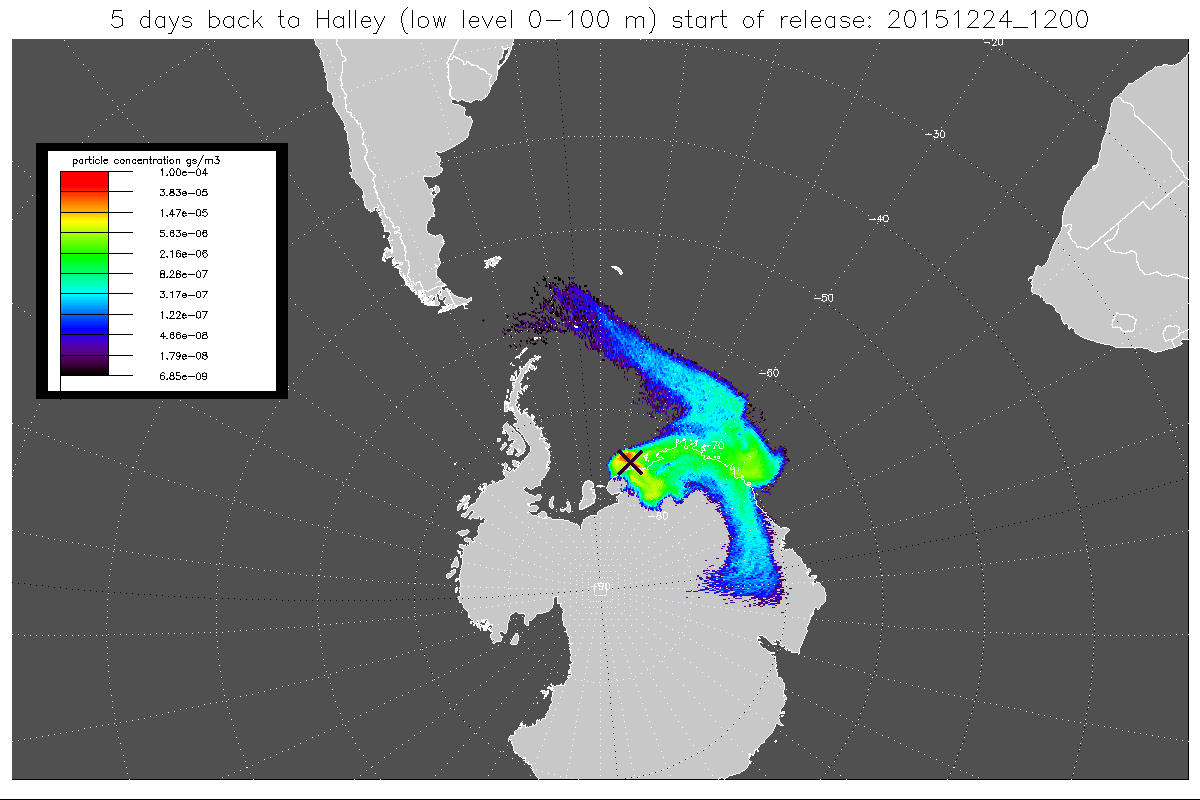 5 days back to Halley (low level 0-100 m) start of release: 20151224_1200
-20
-30
particle concentration gs/m3
1.00e-04
3.83e-05
1.47e-05
5.63e-06
2.16e-06
8.28e-07
3.17e-07
1.22e-07
4.66e-08
1.79e-08
6.85e-09
-40
-50
-60
-70
-80
-90